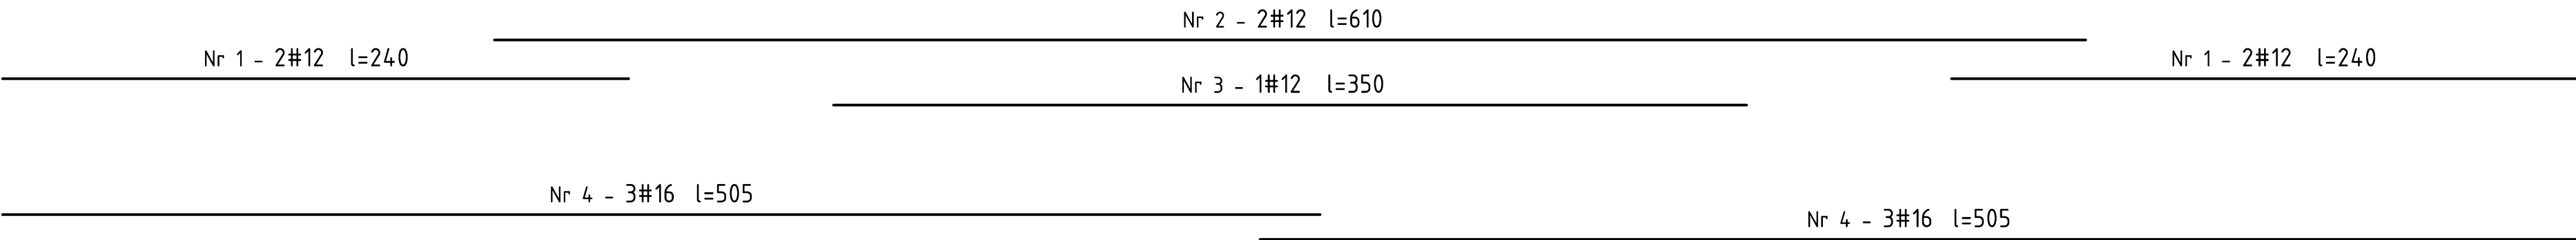 Nr 2 - 2#12 l=610
Nr 1 - 2#12 l=240
Nr 1 - 2#12 l=240
Nr 3 - 1#12 l=350
Nr 4 - 3#16 l=505
Nr 4 - 3#16 l=505